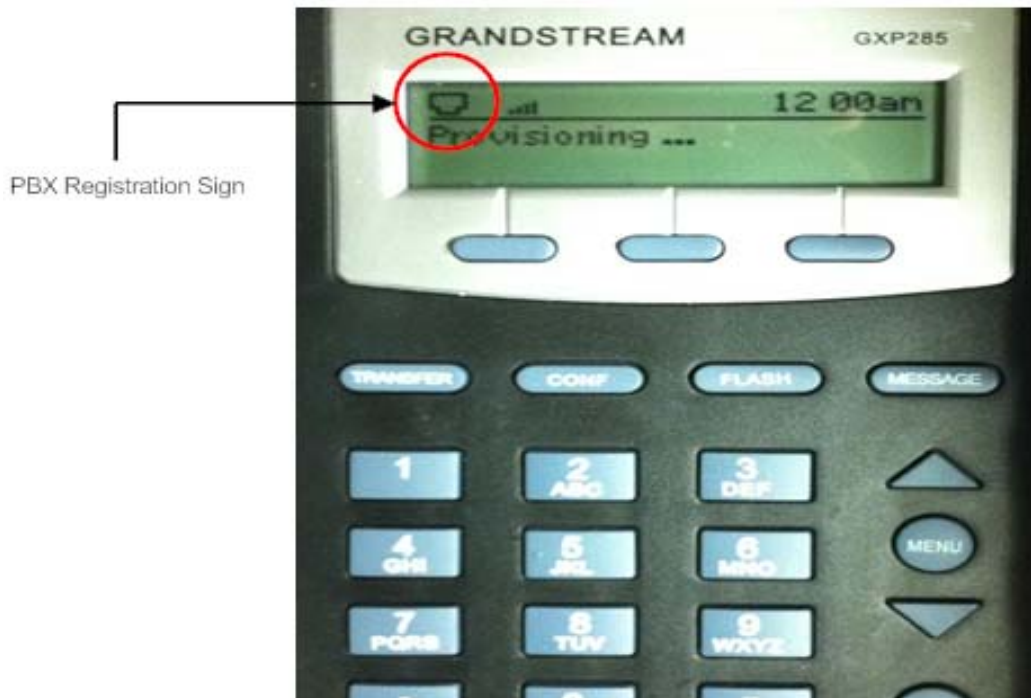 GRANDSTREAM GXP285
12 00am
Provisioning ...
PBX Registration Sign
TRANSFER CONF FLASH MESSAGE
1 2 3
ABC DEF
4 5 6 MENU
GHI JKL MNO
7 8 9
PQRS TUV WXYZ